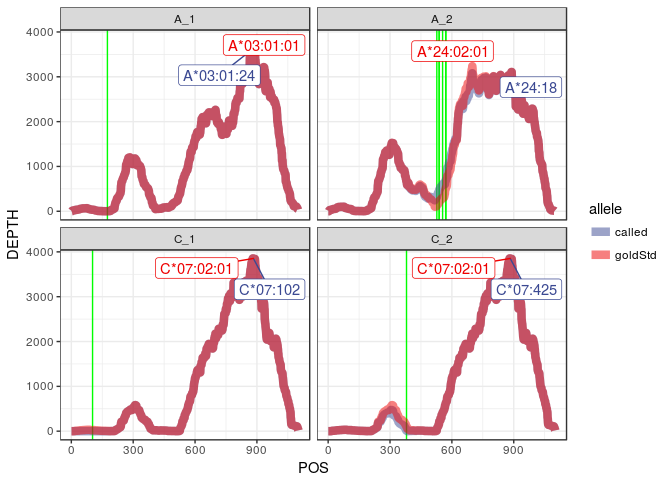 A_1
A_2
4000
3000
2000
1000
0
A*03:01:01
A*03:01:24
A*24:02:01
A*24:18
DEPTH
allele
called
goldStd
C_1
C_2
4000
3000
2000
1000
0
C*07:02:01
C*07:102
C*07:02:01
C*07:425
0 300 600 900
0 300 600 900
POS